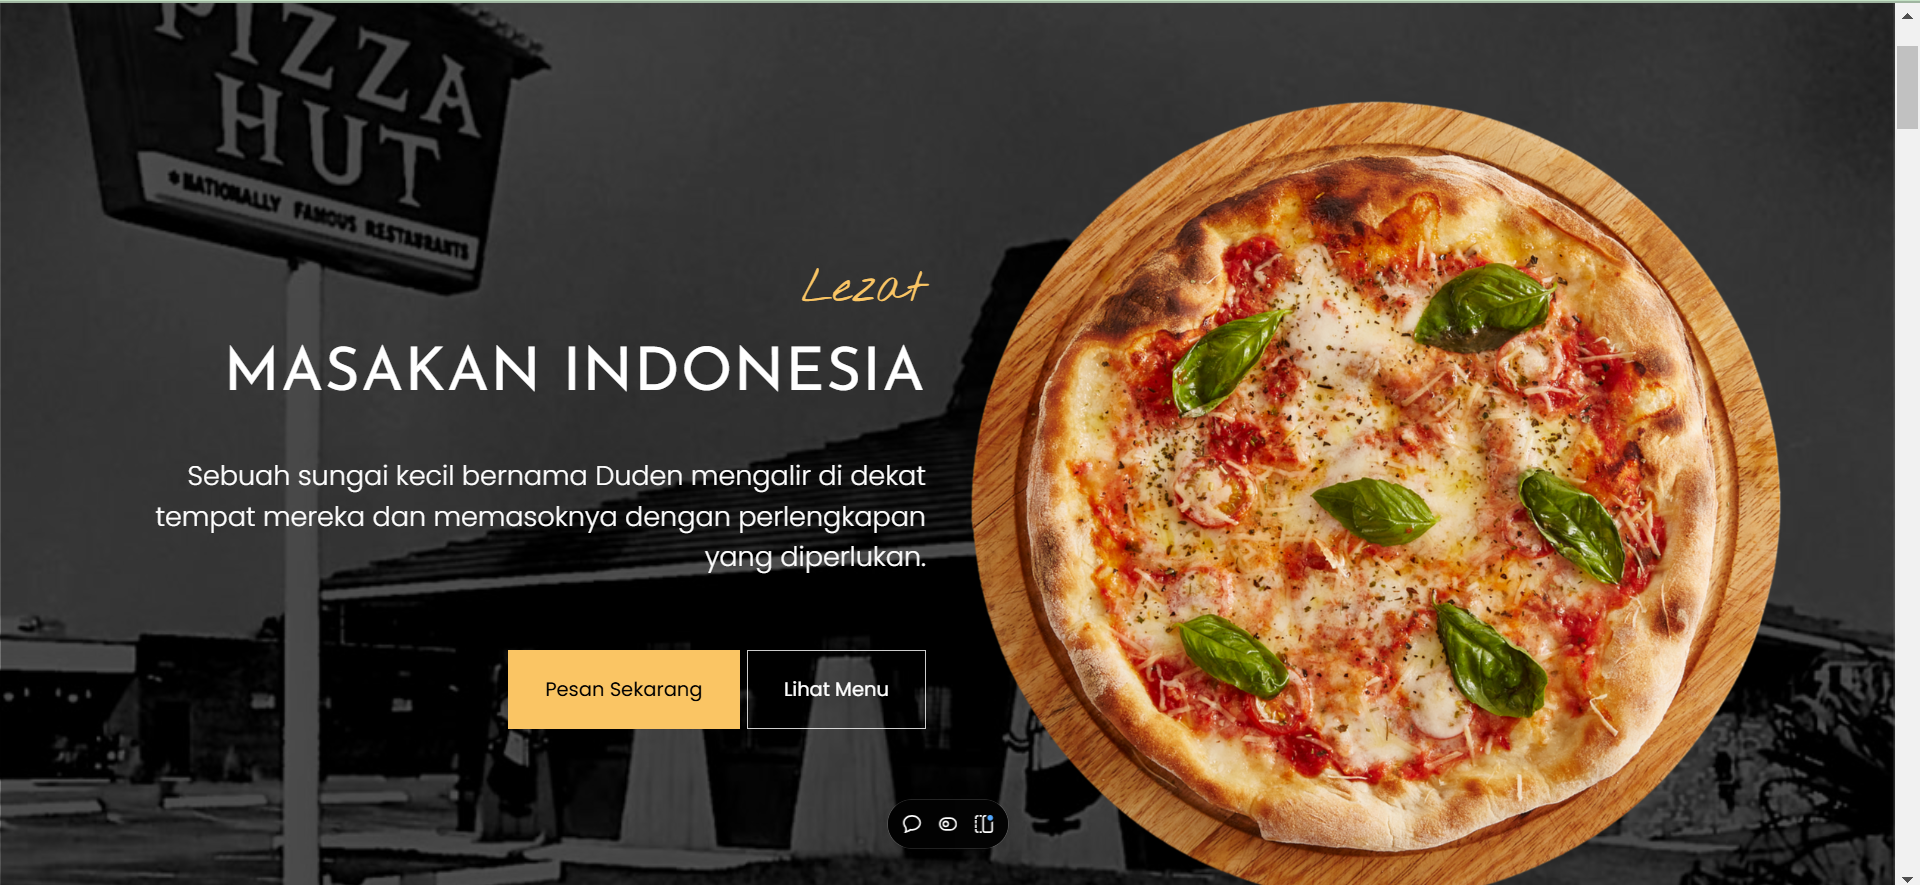 PIZZA
HUT
*NATIONALLY FAMOUS RESTAURANTS
Lezat
MASAKAN INDONESIA
Sebuah sungai kecil bernama Duden mengalir di dekat
tempat mereka dan memasoknya dengan perlengkapan
yang diperlukan.
Pesan Sekarang
Lihat Menu